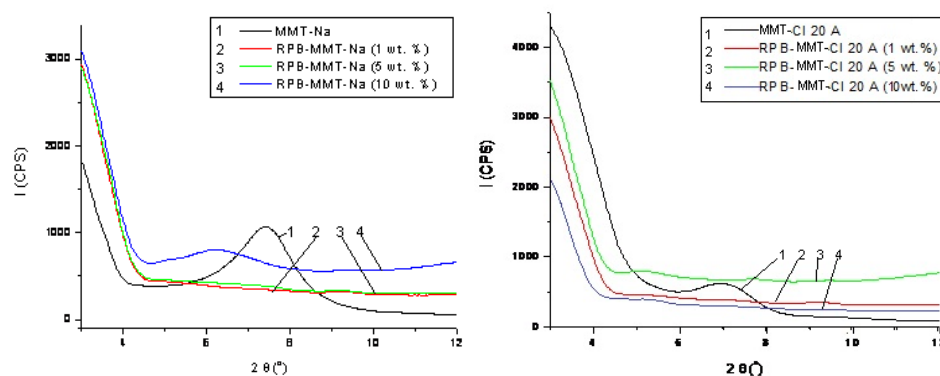 1 MMT-Na
2 RPB-MMT-Na (1 wt. %)
3 RPB-MMT-Na (5 wt. %)
4 RPB-MMT-Na (10 wt. %)
3000
2000
1000
0
I (CPS)
1
2
3
4
4
6
8
10
12
2 θ(°)
1 MMT-Cl 20 A
2 RPB-MMT-Cl 20 A (1 wt.%)
3 RPB-MMT-Cl 20 A (5 wt.%)
4 RPB-MMT-Cl 20 A (10wt.%)
4000
3000
2000
1000
0
I (CPS)
1
2
3
4
4
6
8
10
12
2 θ(°)